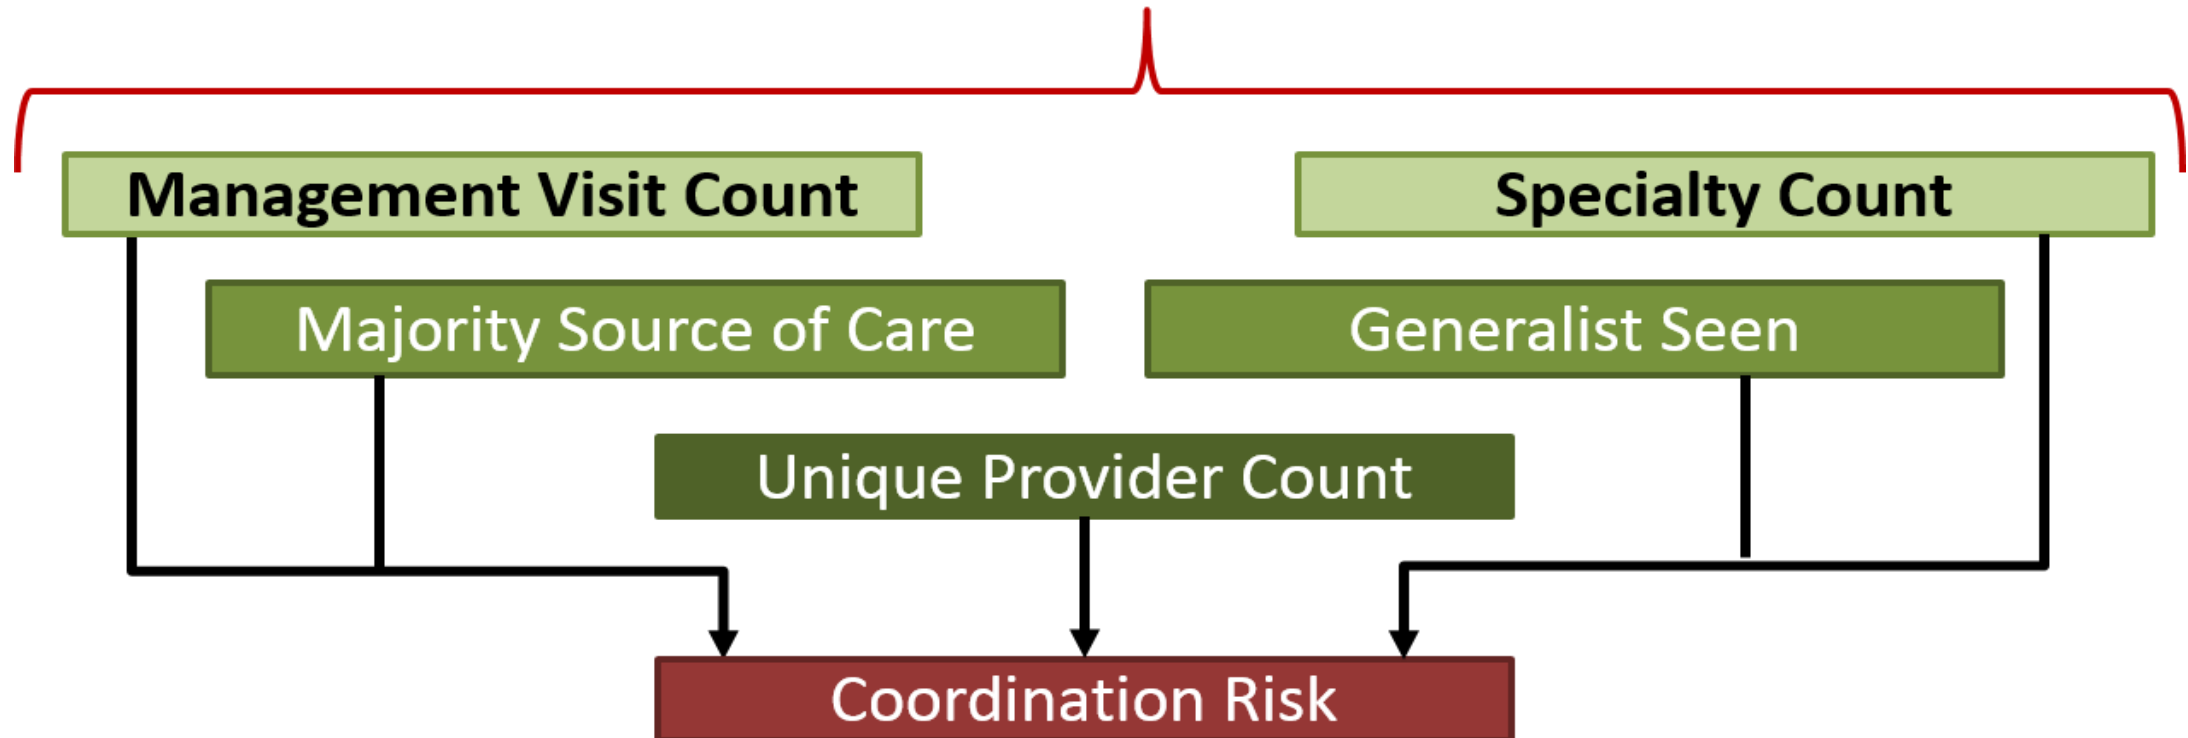 Management Visit Count
Specialty Count
Majority Source of Care
Generalist Seen
Unique Provider Count
Coordination Risk